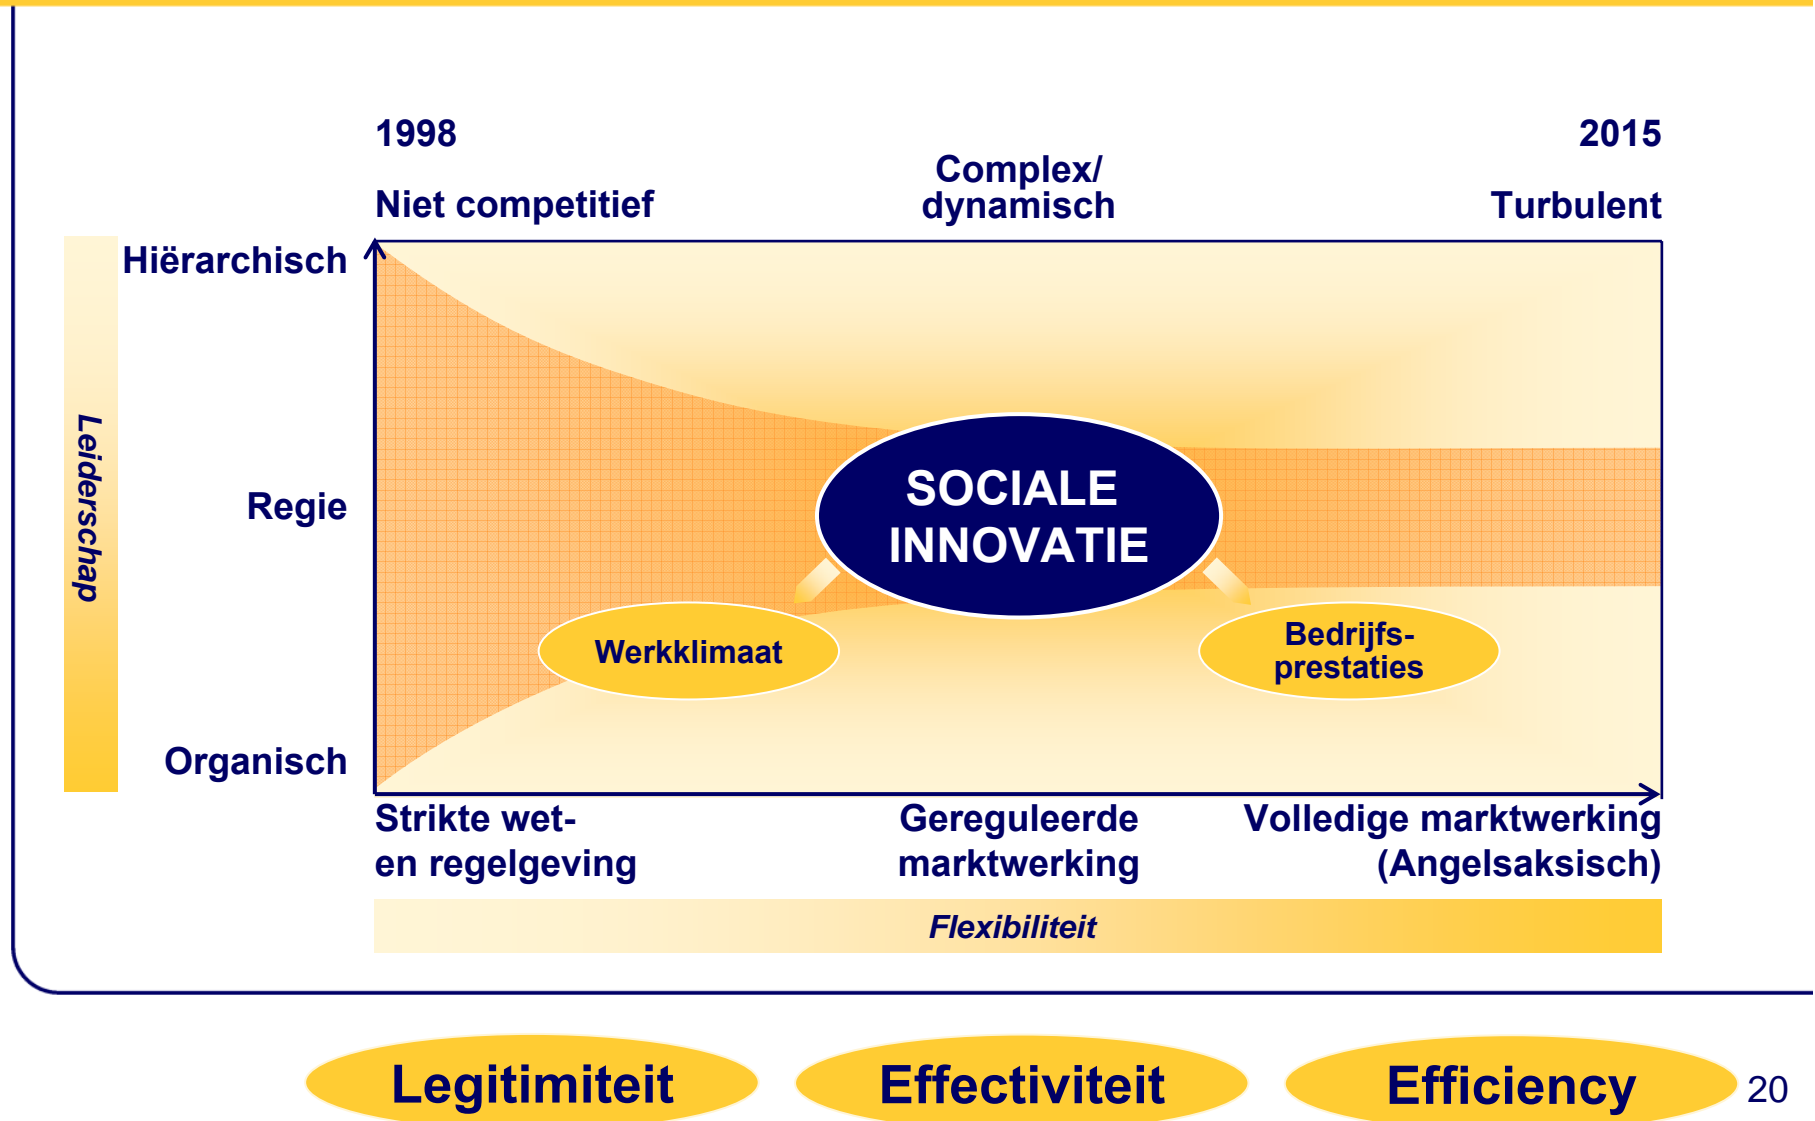 1998
2015
Niet competitief
Complex/
dynamisch
Turbulent
Hiërarchisch
Regie
Organisch
Leiderschap
SOCIALE
INNOVATIE
Werkklimaat
Bedrijfs-
prestaties
Strikte wet-
en regelgeving
Gereguleerde
marktwerking
Volledige marktwerking
(Angelsaksisch)
Flexibiliteit
Legitimiteit
Effectiviteit
Efficiency
20